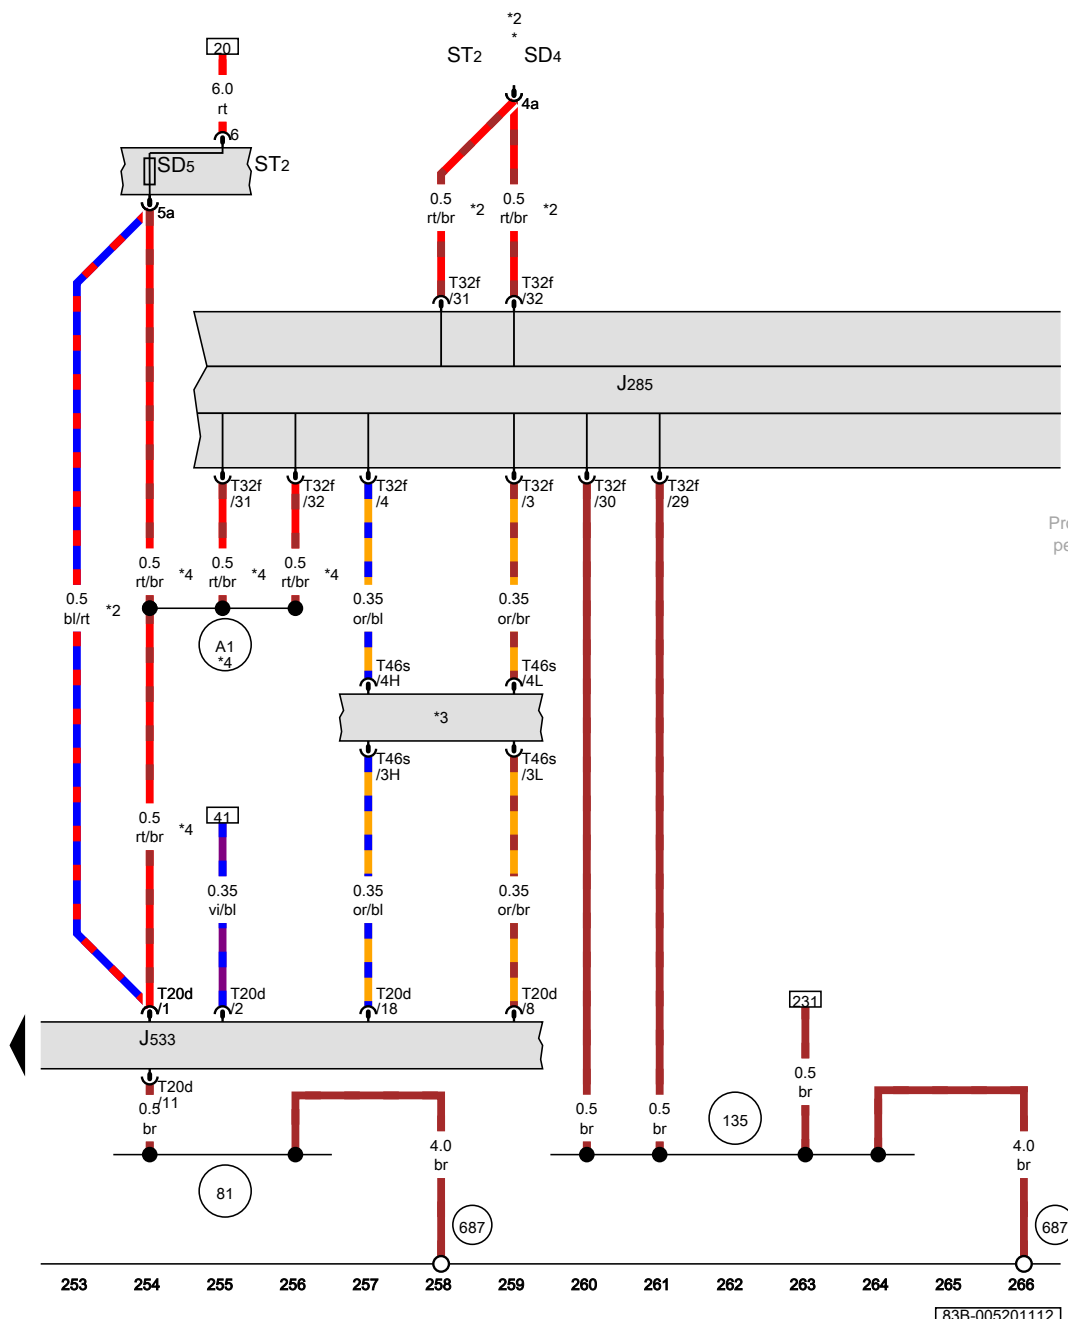 *2
*
20
ST2 SD4
6.0
rt
4a
6
SD5 ST2
5a
0.5
rt/br *2
0.5
rt/br *2
T32f
/31
T32f
/32
J285
T32f
/31
T32f
/32
T32f
/4
T32f
/3
T32f
/30
T32f
/29
Pre
pe
0.5
rt/br *4
0.5
rt/br *4
0.5
rt/br *4
0.5
bl/rt *2
0.35
or/bl
0.35
or/br
A1
*4
T46s
/4H
T46s
/4L
*3
T46s
/3H
T46s
/3L
0.5
rt/br *4
41
0.35
vi/bl
0.35
or/bl
0.35
or/br
T20d
/1
T20d
/2
T20d
/18
T20d
/8
231
J533
T20d
/11
0.5
br
0.5
br
0.5
br
0.5
br
135
4.0
br
4.0
br
81
687
687
253 254 255 256 257 258 259 260 261 262 263 264 265 266
83B-005201112